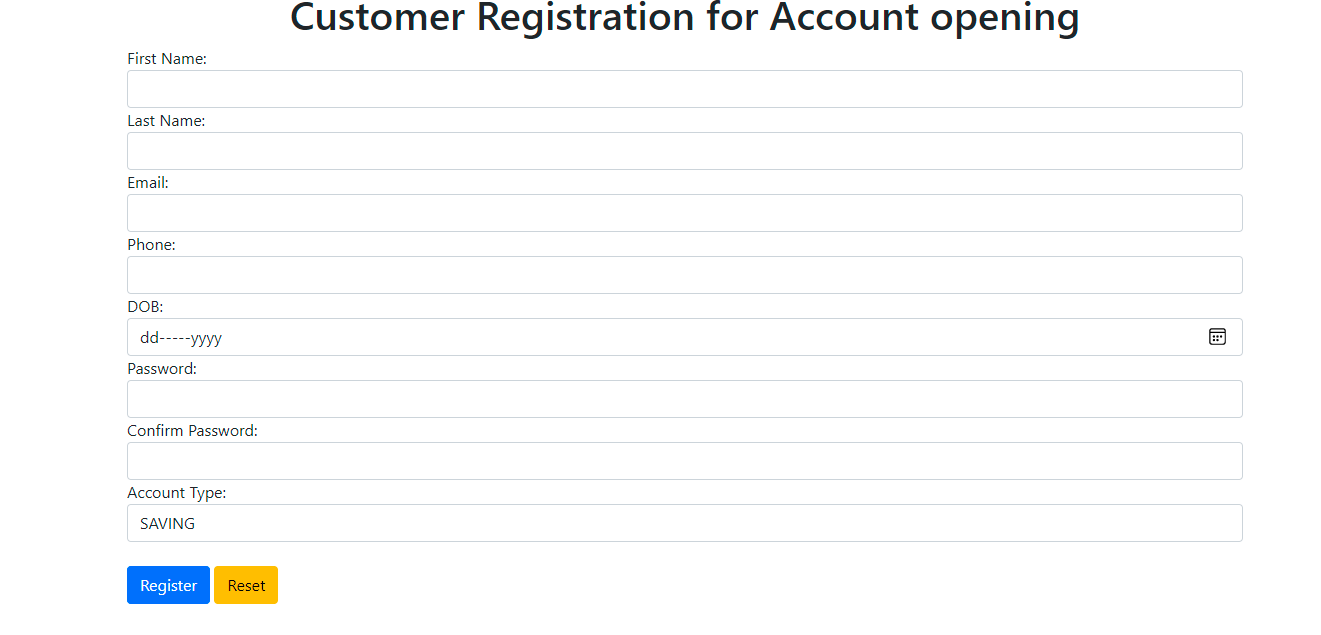 Customer Registration for Account opening
First Name:
Last Name:
Email:
Phone:
DOB:
dd-----yyyy
Password:
Confirm Password:
Account Type:
SAVING
Register Reset